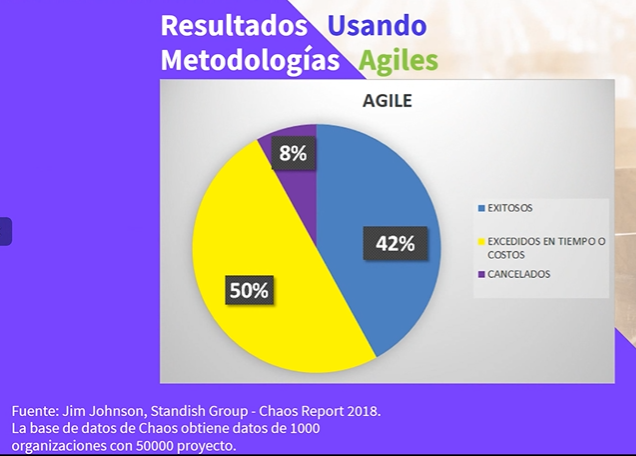 Resultados Usando
Metodologías Agiles
AGILE
8%
42%
50%
EXITOSOS
EXCEDIDOS EN TIEMPO O
COSTOS
CANCELADOS
Fuente: Jim Johnson, Standish Group - Chaos Report 2018.
La base de datos de Chaos obtiene datos de 1000
organizaciones con 50000 proyecto.